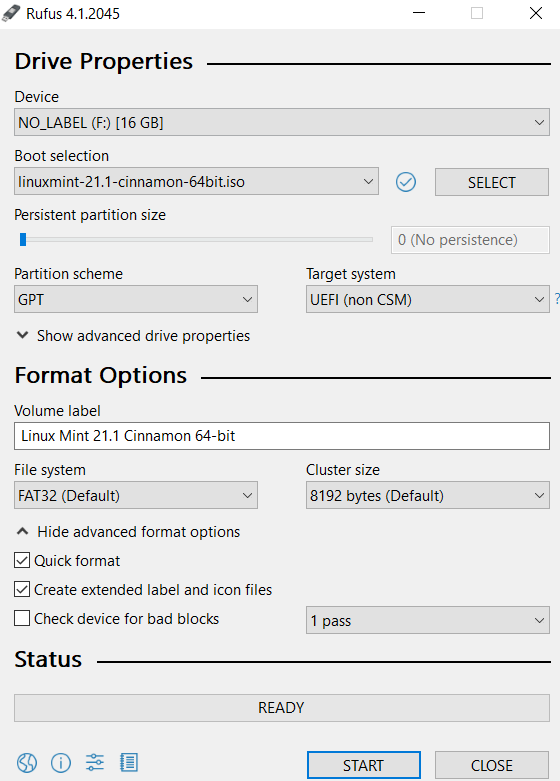 Rufus 4.1.2045
Drive Properties
Device
NO_LABEL (F:) [16 GB]
Boot selection
linuxmint-21.1-cinnamon-64bit.iso
SELECT
Persistent partition size
0 (No persistence)
Partition scheme
Target system
GPT
UEFI (non CSM)
?
Show advanced drive properties
Format Options
Volume label
Linux Mint 21.1 Cinnamon 64-bit
File system
Cluster size
FAT32 (Default)
8192 bytes (Default)
Hide advanced format options
Quick format
Create extended label and icon files
Check device for bad blocks
1 pass
Status
READY
START
CLOSE